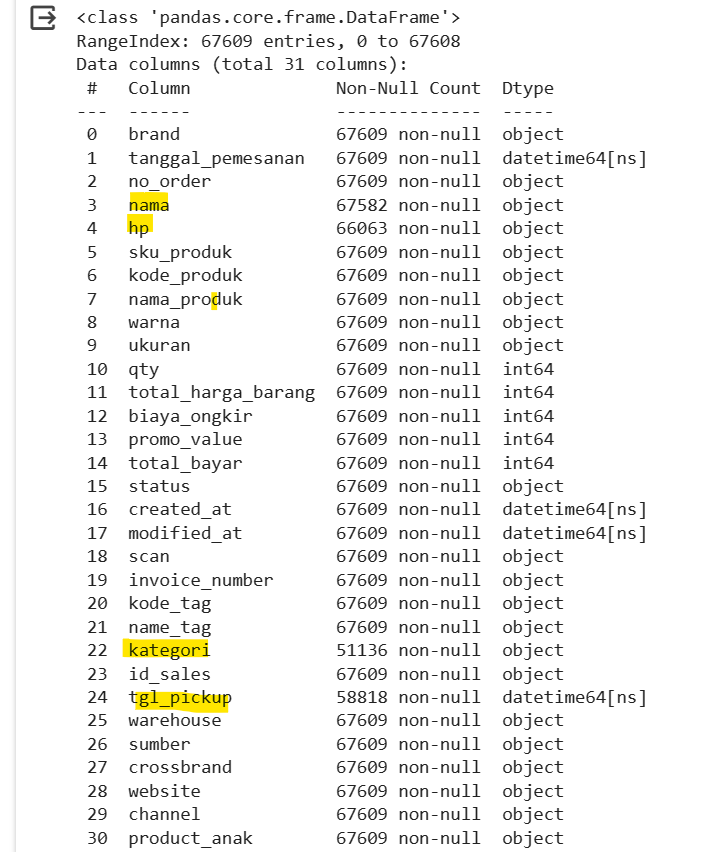 <class 'pandas.core.frame.DataFrame'>
RangeIndex: 67609 entries, 0 to 67608
Data columns (total 31 columns):
 #   Column              Non-Null Count  Dtype
---  ------              --------------  -----
 0   brand               67609 non-null  object
 1   tanggal_pemesanan   67609 non-null  datetime64[ns]
 2   no_order            67609 non-null  object
 3   nama                67582 non-null  object
 4   hp                  66063 non-null  object
 5   sku_produk          67609 non-null  object
 6   kode_produk         67609 non-null  object
 7   nama_produk         67609 non-null  object
 8   warna               67609 non-null  object
 9   ukuran              67609 non-null  object
 10  qty                 67609 non-null  int64
 11  total_harga_barang  67609 non-null  int64
 12  biaya_ongkir        67609 non-null  int64
 13  promo_value         67609 non-null  int64
 14  total_bayar         67609 non-null  int64
 15  status              67609 non-null  object
 16  created_at          67609 non-null  datetime64[ns]
 17  modified_at         67609 non-null  datetime64[ns]
 18  scan                67609 non-null  object
 19  invoice_number      67609 non-null  object
 20  kode_tag            67609 non-null  object
 21  name_tag            67609 non-null  object
 22  kategori            51136 non-null  object
 23  id_sales            67609 non-null  object
 24  tgl_pickup          58818 non-null  datetime64[ns]
 25  warehouse           67609 non-null  object
 26  sumber              67609 non-null  object
 27  crossbrand          67609 non-null  object
 28  website             67609 non-null  object
 29  channel             67609 non-null  object
 30  product_anak        67609 non-null  object